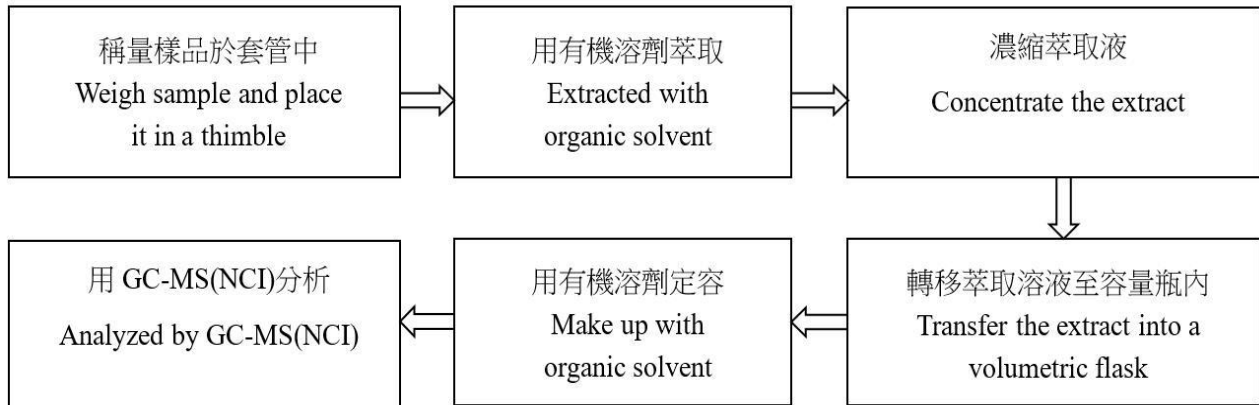 稱量樣品於套管中
Weigh sample and place
it in a thimble
用有機溶劑萃取
Extracted with
organic solvent
濃縮萃取液
Concentrate the extract
轉移萃取溶液至容量瓶內
Transfer the extract into a
volumetric flask
用有機溶劑定容
Make up with
organic solvent
用 GC-MS(NCI)分析
Analyzed by GC-MS(NCI)